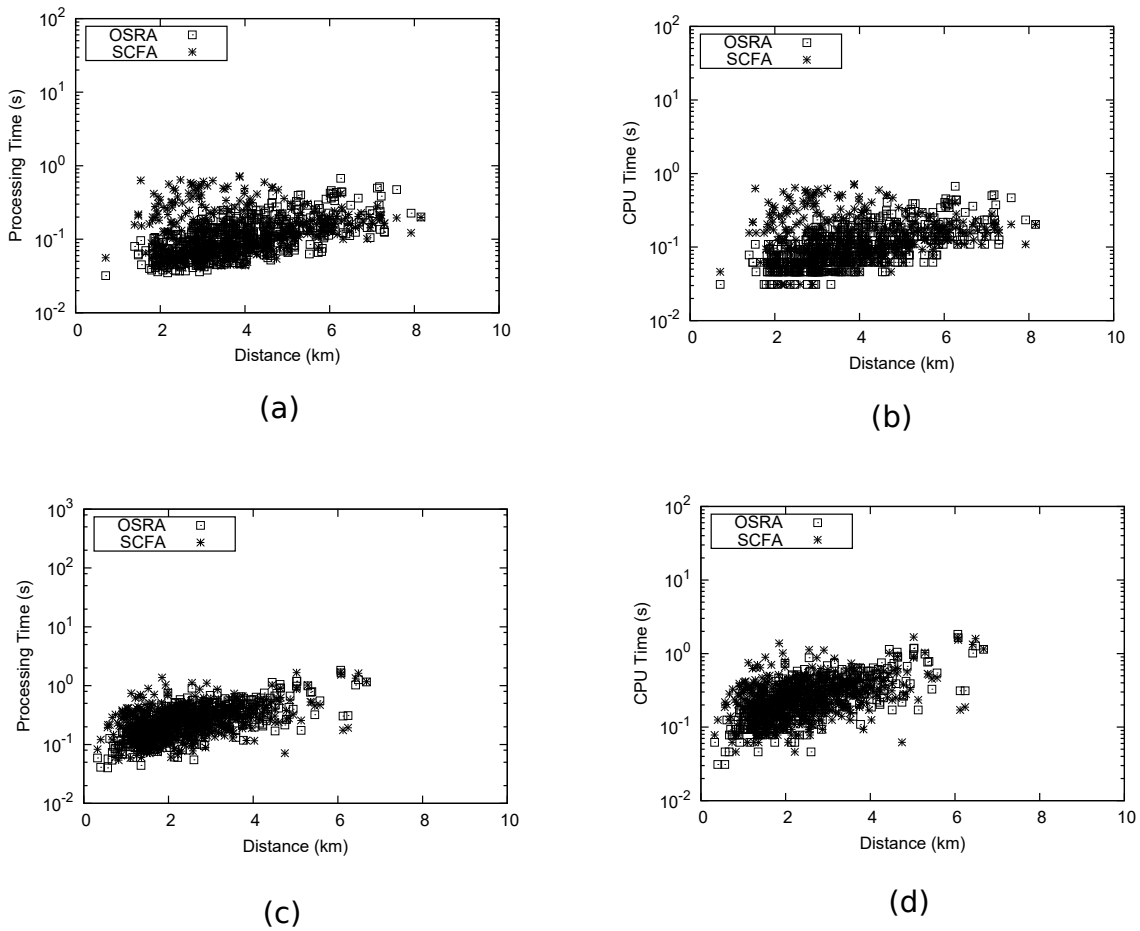 10^2
10^1
10^0
10^-1
10^-2
0 2 4 6 8 10
Processing Time (s)
Distance (km)
OSRA
SCFA
(a)
10^2
10^1
10^0
10^-1
10^-2
0 2 4 6 8 10
CPU Time (s)
Distance (km)
OSRA
SCFA
(b)
10^3
10^2
10^1
10^0
10^-1
10^-2
0 2 4 6 8 10
Processing Time (s)
Distance (km)
OSRA
SCFA
(c)
10^2
10^1
10^0
10^-1
10^-2
0 2 4 6 8 10
CPU Time (s)
Distance (km)
OSRA
SCFA
(d)